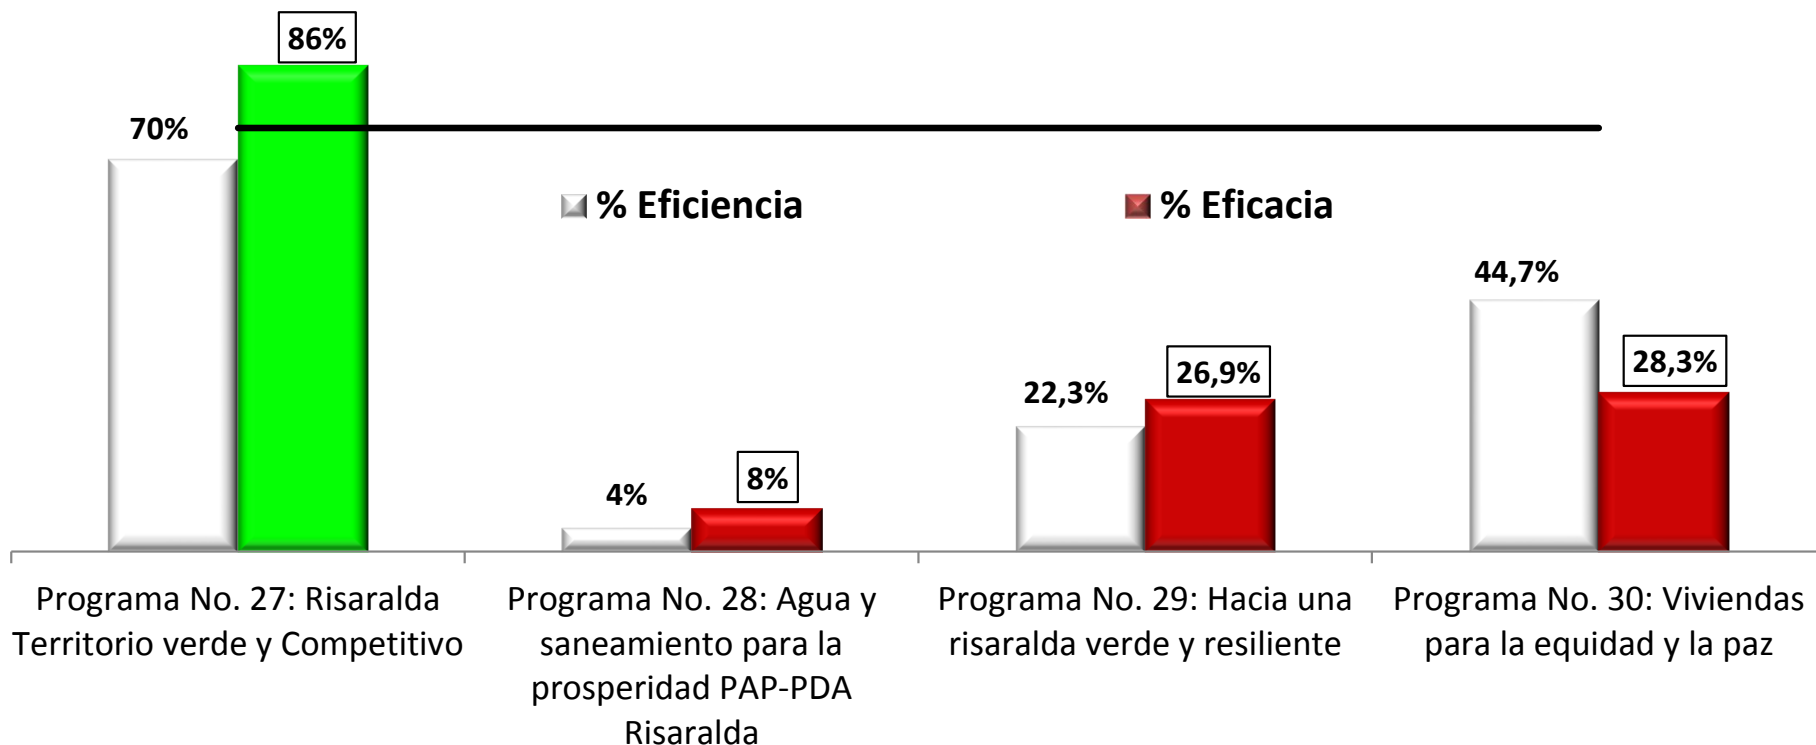 86%
70%
% Eficiencia
% Eficacia
44,7%
28,3%
26,9%
22,3%
8%
4%
Programa No. 27: Risaralda
Territorio verde y Competitivo
Programa No. 28: Agua y
saneamiento para la
prosperidad PAP-PDA
Risaralda
Programa No. 29: Hacia una
risaralda verde y resiliente
Programa No. 30: Viviendas
para la equidad y la paz